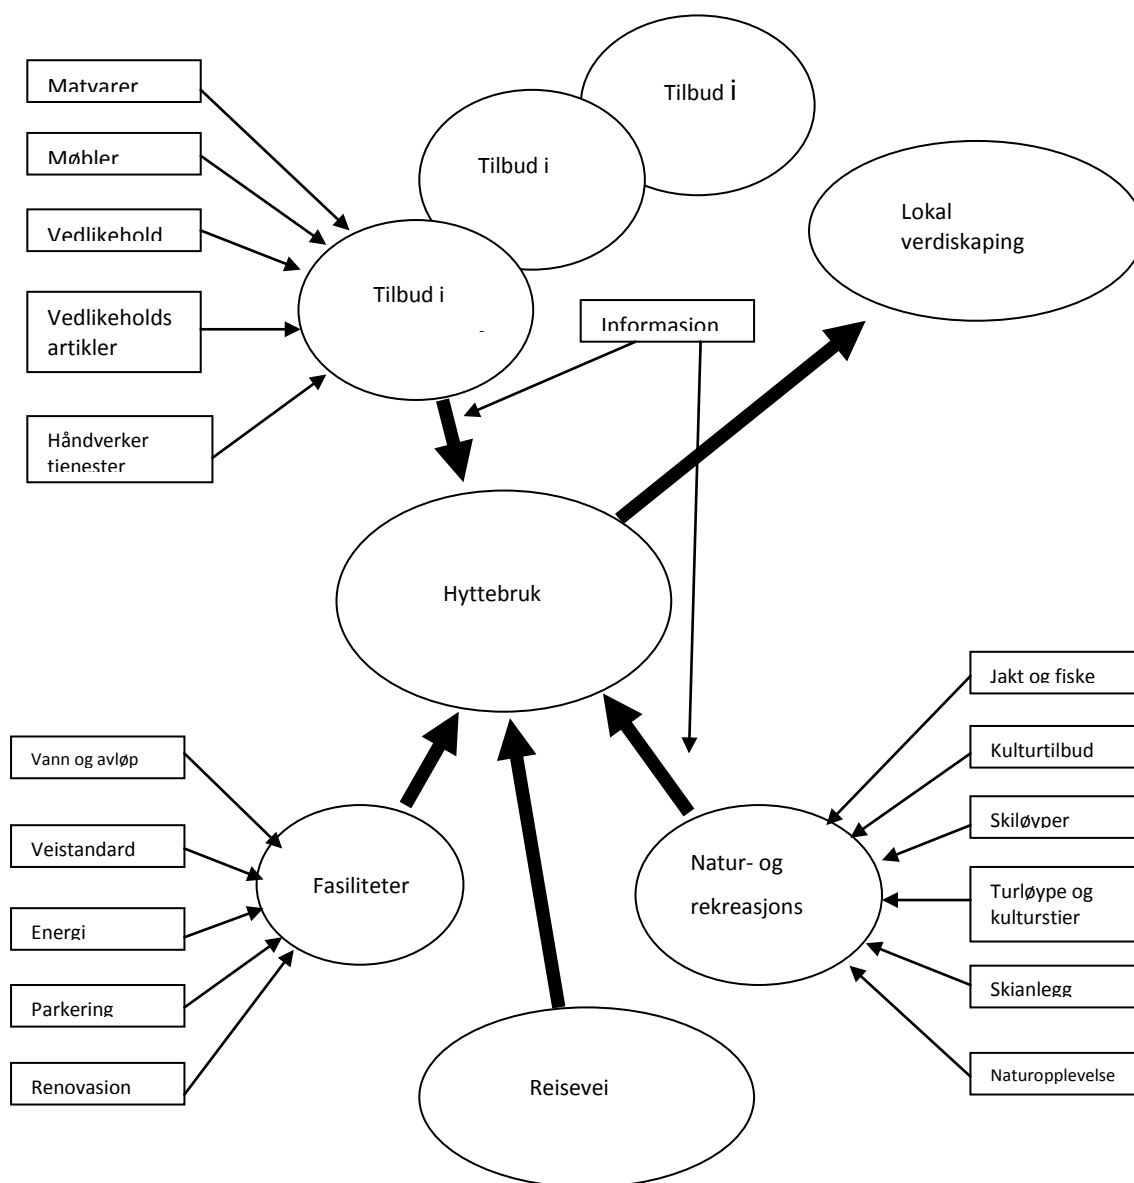 Matvarer
Møbler
Vedlikehold
Vedlikeholds
artikler
Håndverker
tjenester
Tilbud i
Tilbud i
Tilbud i
Lokal
verdiskaping
Informasjon
Hyttebruk
Vann og avløp
Veistandard
Energi
Parkering
Renovasjon
Fasiliteter
Reisevei
Natur- og
rekreasjons
Jakt og fiske
Kulturtilbud
Skiløyper
Turløype og
kulturstier
Skianlegg
Naturopplevelse